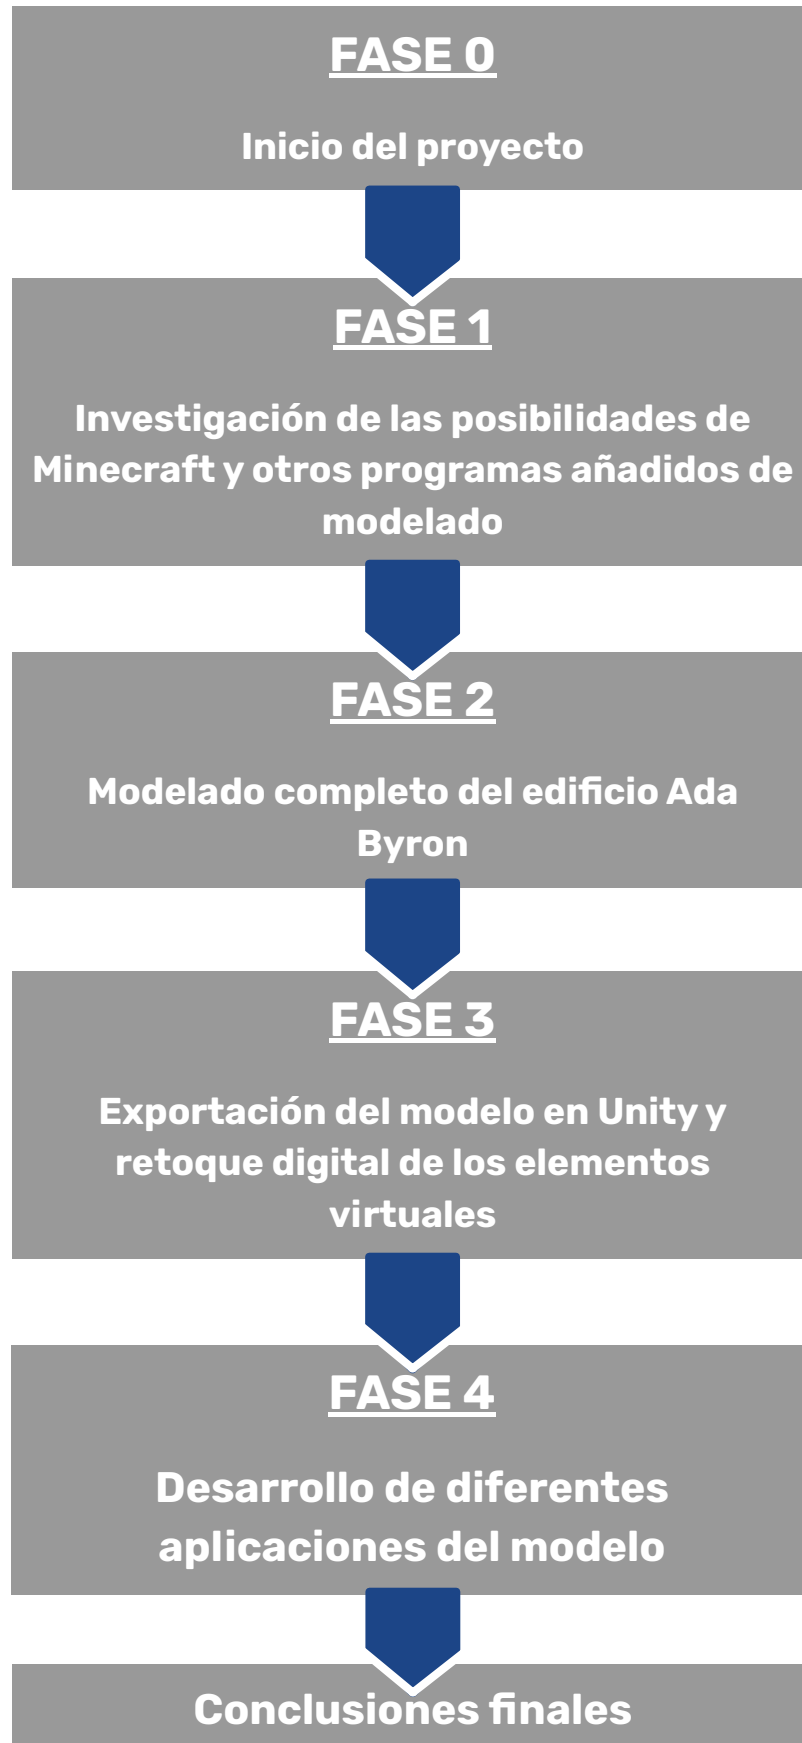 FASE 0
Inicio del proyecto
FASE 1
Investigación de las posibilidades de
Minecraft y otros programas añadidos de
modelado
FASE 2
Modelado completo del edificio Ada
Byron
FASE 3
Exportación del modelo en Unity y
retoque digital de los elementos
virtuales
FASE 4
Desarrollo de diferentes
aplicaciones del modelo
Conclusiones finales